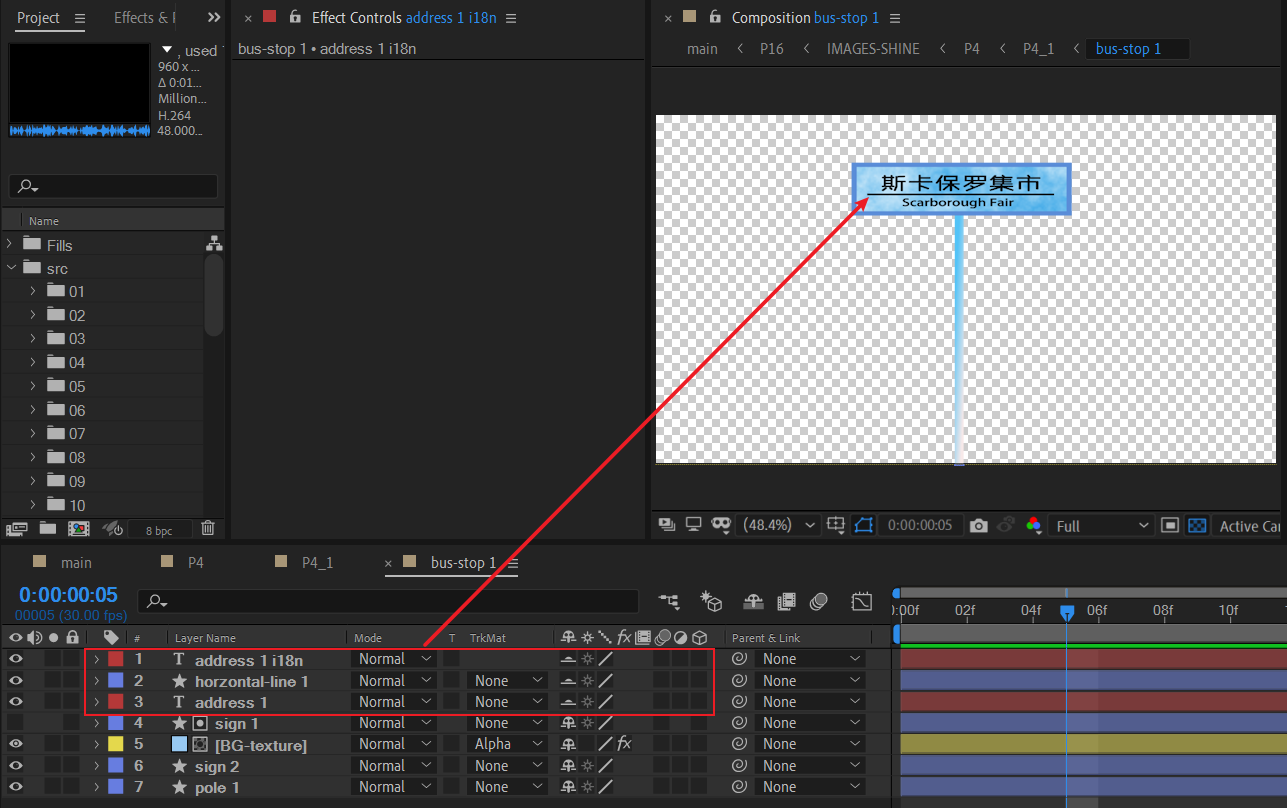 Project
Effects &
Effect Controls address 1 i18n
Composition bus-stop 1
, used
960 x ...
Δ 0:01...
Million...
H.264
48.000...
bus-stop 1 • address 1 i18n
main
P16
IMAGES-SHINE
P4
P4_1
bus-stop 1
斯卡保罗集市
Scarborough Fair
Name
Fills
src
01
02
03
04
05
06
07
08
09
10
8 bpc
(48.4%)
0:00:00:05
Full
main
P4
P4_1
bus-stop 1
0:00:00:05
00005 (30.00 fps)
:00f
02f
04f
06f
08f
10f
# Layer Name Mode T TrkMat Parent & Link
1 T address 1 i18n Normal None
2 horzontal-line 1 Normal None None
3 T address 1 Normal None None
4 sign 1 Normal None None
5 [BG-texture] Normal Alpha fx None
6 sign 2 Normal None None
7 pole 1 Normal None None